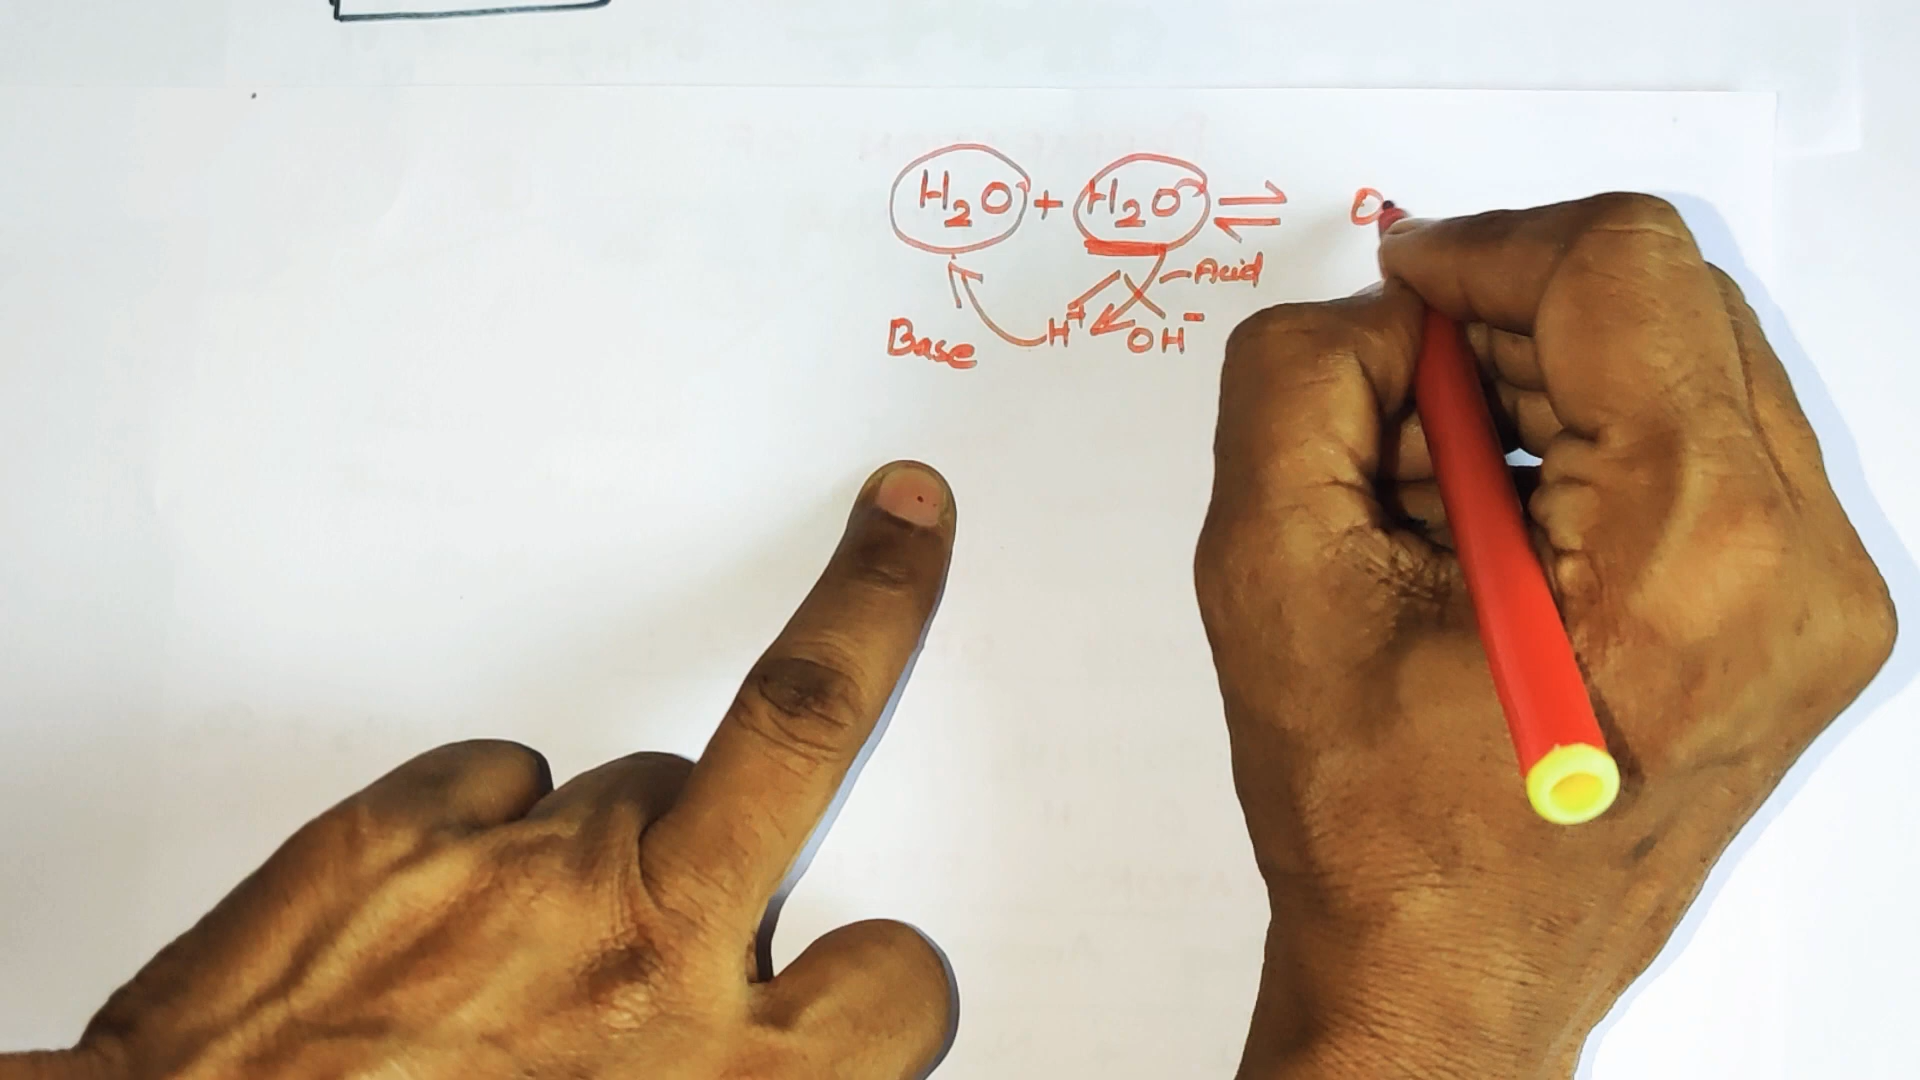 H2O + H2O ⇌ O
Acid
H+ OH-
Base